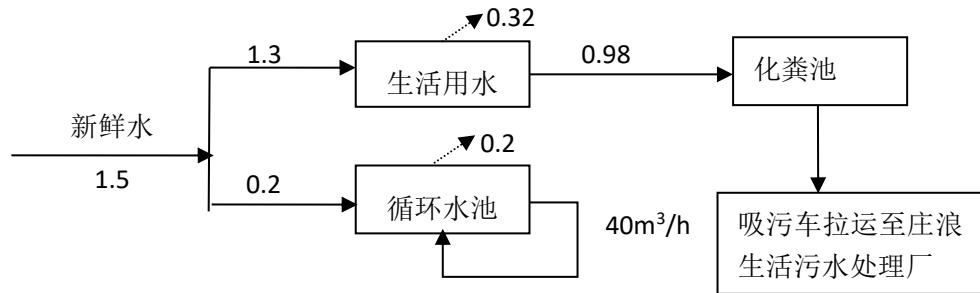 0.32
1.3
生活用水
0.98
化粪池
新鲜水
1.5
0.2
0.2
循环水池
40m³/h
吸污车拉运至庄浪
生活污水处理厂